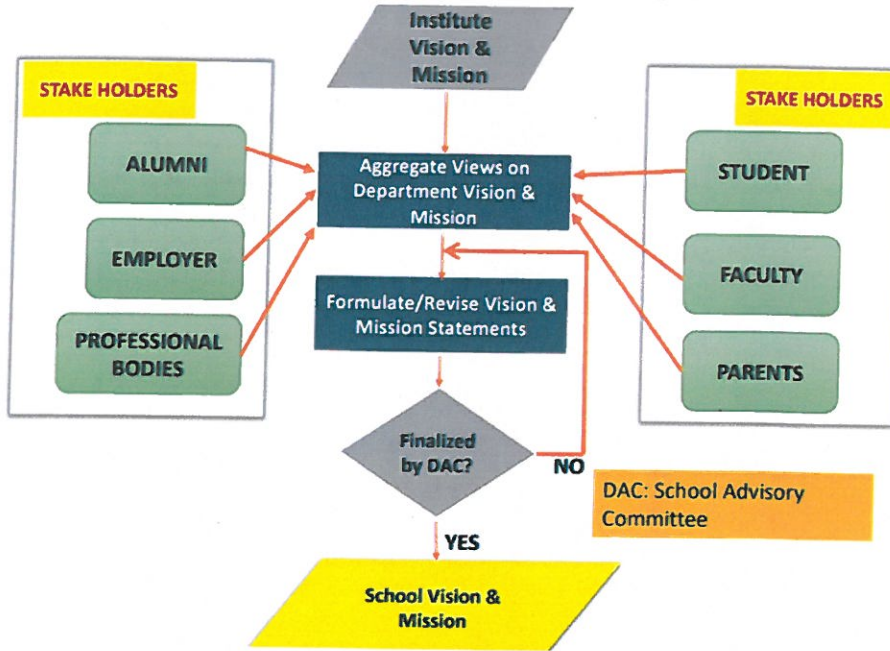 Institute
Vision &
Mission
STAKE HOLDERS
ALUMNI
EMPLOYER
PROFESSIONAL
BODIES
Aggregate Views on
Department Vision &
Mission
Formulate/Revise Vision &
Mission Statements
Finalized
by DAC?
NO
YES
School Vision &
Mission
STAKE HOLDERS
STUDENT
FACULTY
PARENTS
DAC: School Advisory
Committee